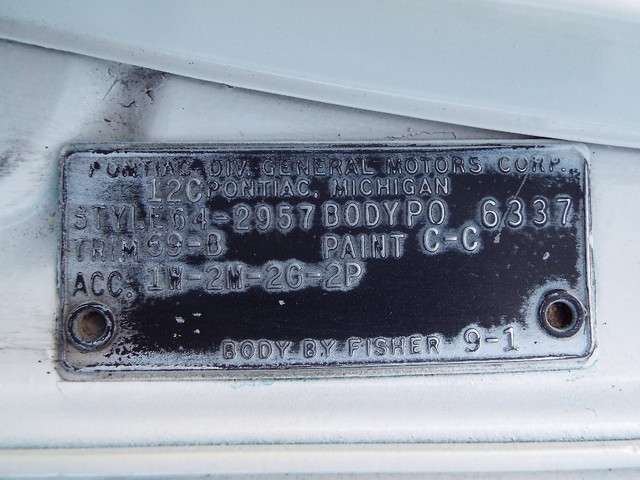 PONTIAC DIV. GENERAL MOTORS CORP.
12C PONTIAC, MICHIGAN
STYLE 64-2957 BODY PO 6337
TRIM 59-B PAINT C-C
ACC. 1W-2M-2G-2P
BODY BY FISHER 9-1